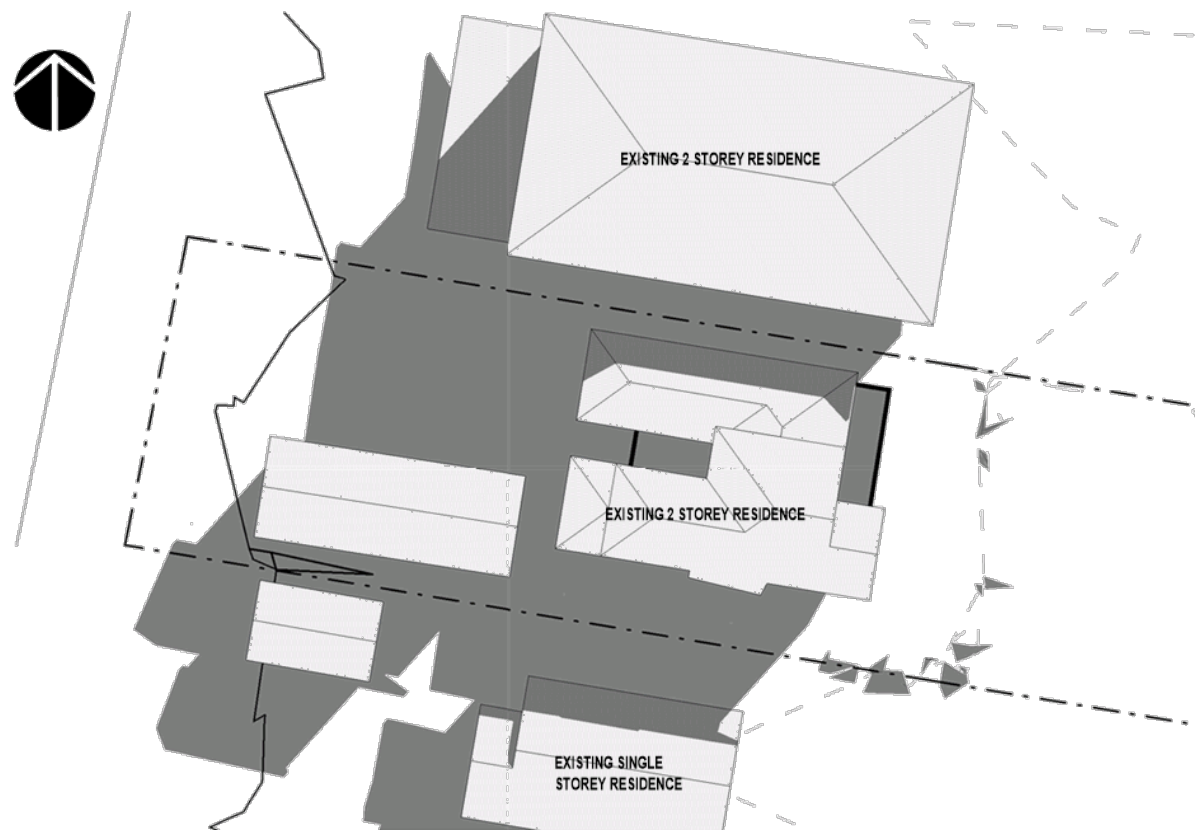 EXISTING 2 STOREY RESIDENCE
EXISTING 2 STOREY RESIDENCE
EXISTING SINGLE
STOREY RESIDENCE